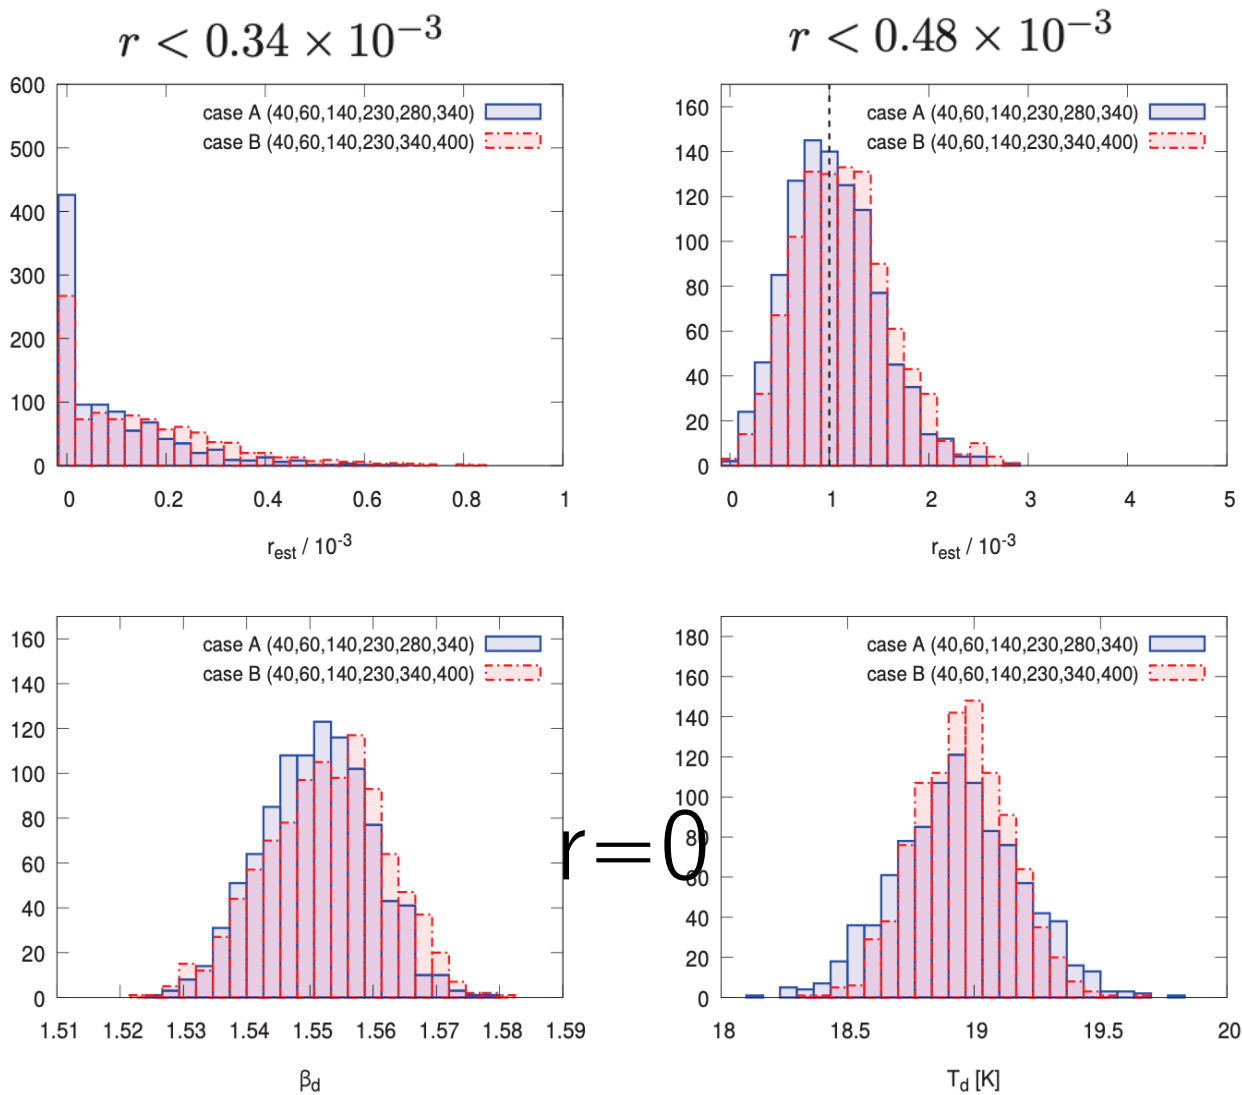 r < 0.34 × 10⁻³
r < 0.48 × 10⁻³
600
500
400
300
200
100
0
case A (40,60,140,230,280,340)
case B (40,60,140,230,340,400)
0 0.2 0.4 0.6 0.8 1
r_est / 10⁻³
160
140
120
100
80
60
40
20
0
case A (40,60,140,230,280,340)
case B (40,60,140,230,340,400)
0 1 2 3 4 5
r_est / 10⁻³
160
140
120
100
80
60
40
20
0
case A (40,60,140,230,280,340)
case B (40,60,140,230,340,400)
1.51 1.52 1.53 1.54 1.55 1.56 1.57 1.58 1.59
β_d
r=0
180
160
140
120
100
80
60
40
20
0
case A (40,60,140,230,280,340)
case B (40,60,140,230,340,400)
18 18.5 19 19.5 20
T_d [K]